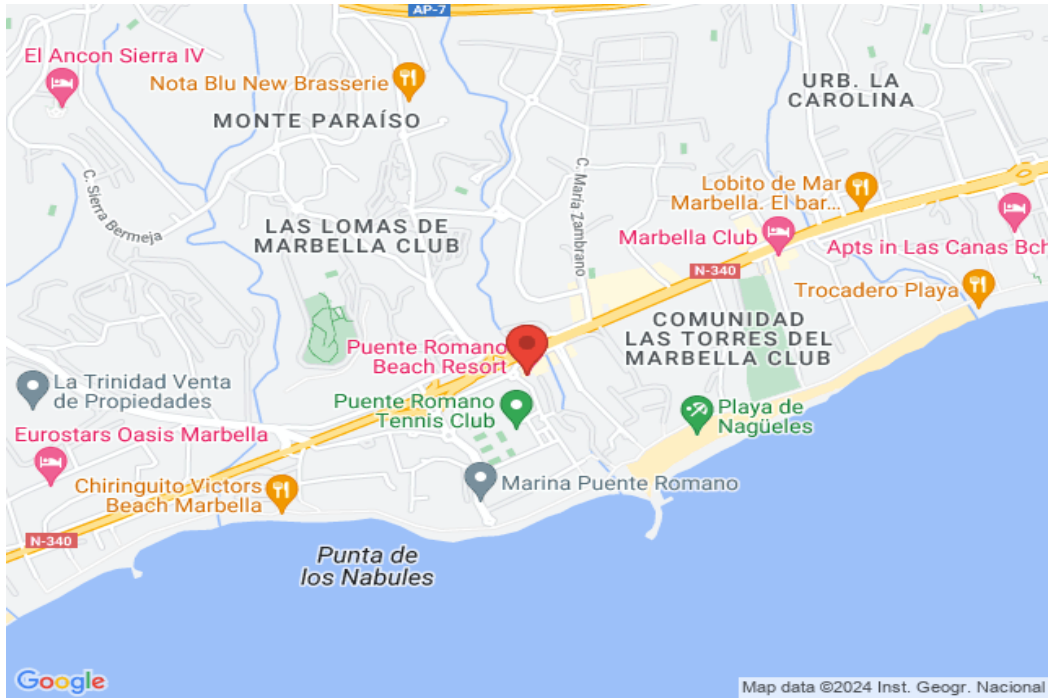 AP-7
El Ancon Sierra IV
Nota Blu New Brasserie
URB. LA
CAROLINA
MONTE PARAÍSO
C. Sierra Bermeja
C. María Zambrano
Lobito de Mar
Marbella. El bar...
LAS LOMAS DE
MARBELLA CLUB
Marbella Club
Apts in Las Canas Bch
N-340
Trocadero Playa
COMUNIDAD
LAS TORRES DEL
MARBELLA CLUB
Puente Romano
Beach Resort
La Trinidad Venta
de Propiedades
Puente Romano
Tennis Club
Playa de
Nagüeles
Eurostars Oasis Marbella
Chiringuito Victors
Beach Marbella
Marina Puente Romano
N-340
Punta de
los Nabules
Google
Map data ©2024 Inst. Geogr. Nacional